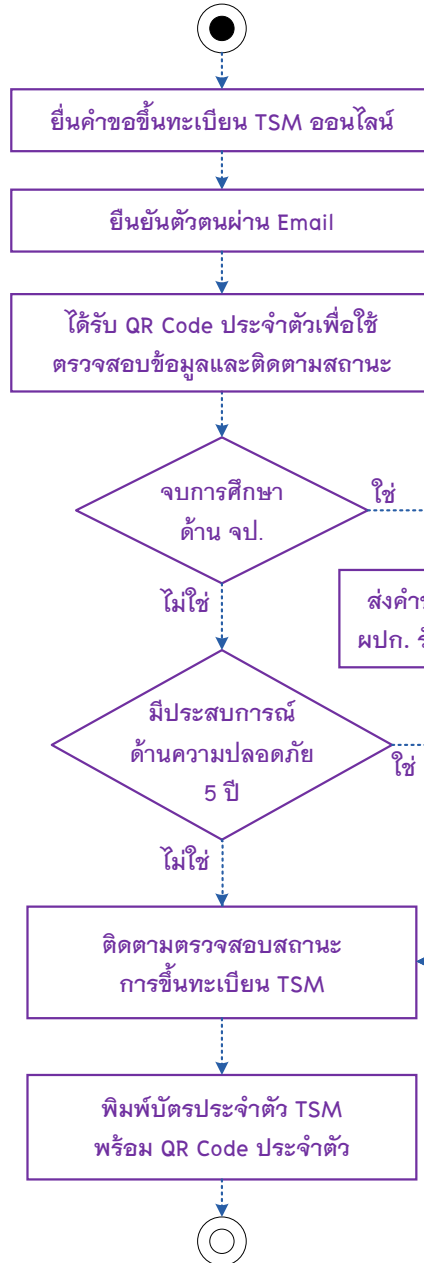 ยื่นคำขอขึ้นทะเบียน TSM ออนไลน์
ยืนยันตัวตนผ่าน Email
ได้รับ QR Code ประจำตัวเพื่อใช้
ตรวจสอบข้อมูลและติดตามสถานะ
จบการศึกษา
ด้าน จป.
ใช่
ไม่ใช่
ผปก.
มีประสบการณ์
ด้านความปลอดภัย
5 ปี
ใช่
ไม่ใช่
ติดตามตรวจสอบสถานะ
การขึ้นทะเบียน TSM
พิมพ์บัตรประจำตัว TSM
พร้อม QR Code ประจำตัว